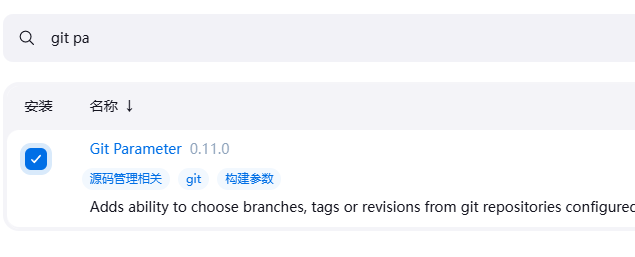 git pa
安装 名称 ↓
Git Parameter 0.11.0
源码管理相关 git 构建参数
Adds ability to choose branches, tags or revisions from git repositories configured